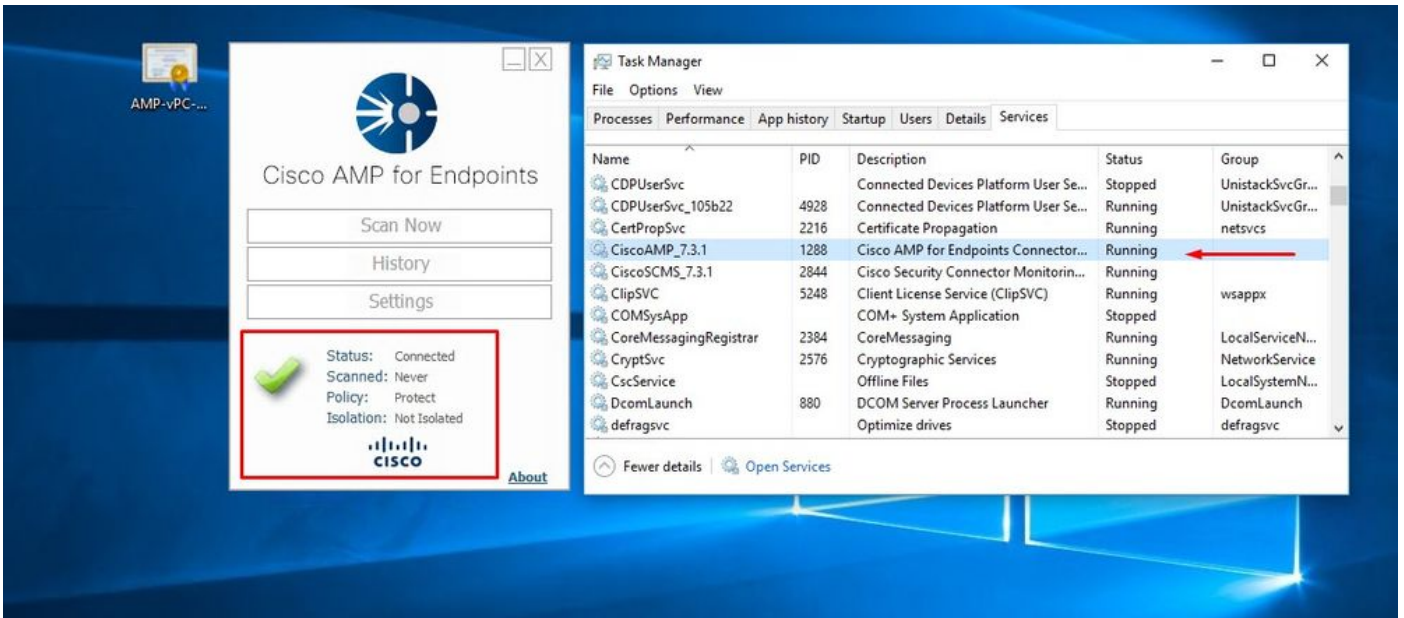 AMP-vPC-...
Cisco AMP for Endpoints
Scan Now
History
Settings
Status: Connected
Scanned: Never
Policy: Protect
Isolation: Not Isolated
CISCO
About
Task Manager
File Options View
Processes Performance App history Startup Users Details Services
Name PID Description Status Group
CDPUserSvc Connected Devices Platform User Se... Stopped UnistackSvcGr...
CDPUserSvc_105b22 4928 Connected Devices Platform User Se... Running UnistackSvcGr...
CertPropSvc 2216 Certificate Propagation Running netsvcs
CiscoAMP_7.3.1 1288 Cisco AMP for Endpoints Connector... Running
CiscoSCMS_7.3.1 2844 Cisco Security Connector Monitorin... Running
ClipSVC 5248 Client License Service (ClipSVC) Running wsappx
COMSysApp COM+ System Application Stopped
CoreMessagingRegistrar 2384 CoreMessaging Running LocalServiceN...
CryptSvc 2576 Cryptographic Services Running NetworkService
CscService Offline Files Stopped LocalSystemN...
DcomLaunch 880 DCOM Server Process Launcher Running DcomLaunch
defragsvc Optimize drives Stopped defragsvc
Fewer details Open Services